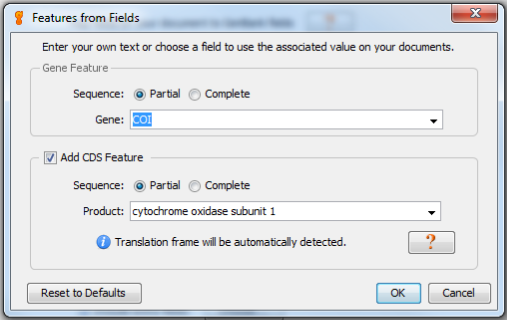 Features from Fields
Enter your own text or choose a field to use the associated value on your documents.
Gene Feature
Sequence: Partial Complete
Gene: COI
Add CDS Feature
Sequence: Partial Complete
Product: cytochrome oxidase subunit 1
Translation frame will be automatically detected. ?
Reset to Defaults OK Cancel